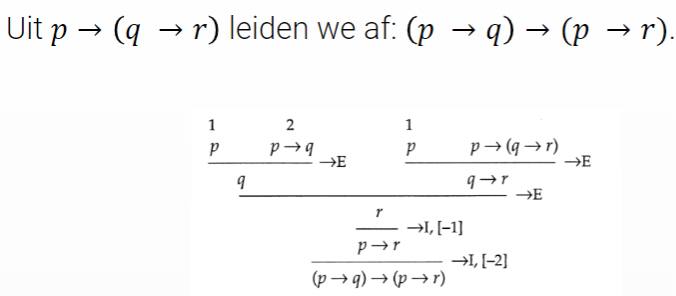 Uit p → (q → r) leiden we af: (p → q) → (p → r).
1 2 1
p p→q →E p p→(q→r) →E
q q→r →E
r →I, [–1]
p→r →I, [–2]
(p→q)→(p→r)